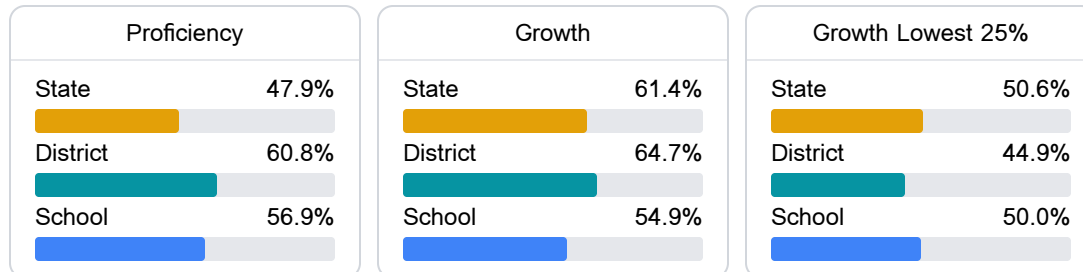 Proficiency
State 47.9%
District 60.8%
School 56.9%
Growth
State 61.4%
District 64.7%
School 54.9%
Growth Lowest 25%
State 50.6%
District 44.9%
School 50.0%